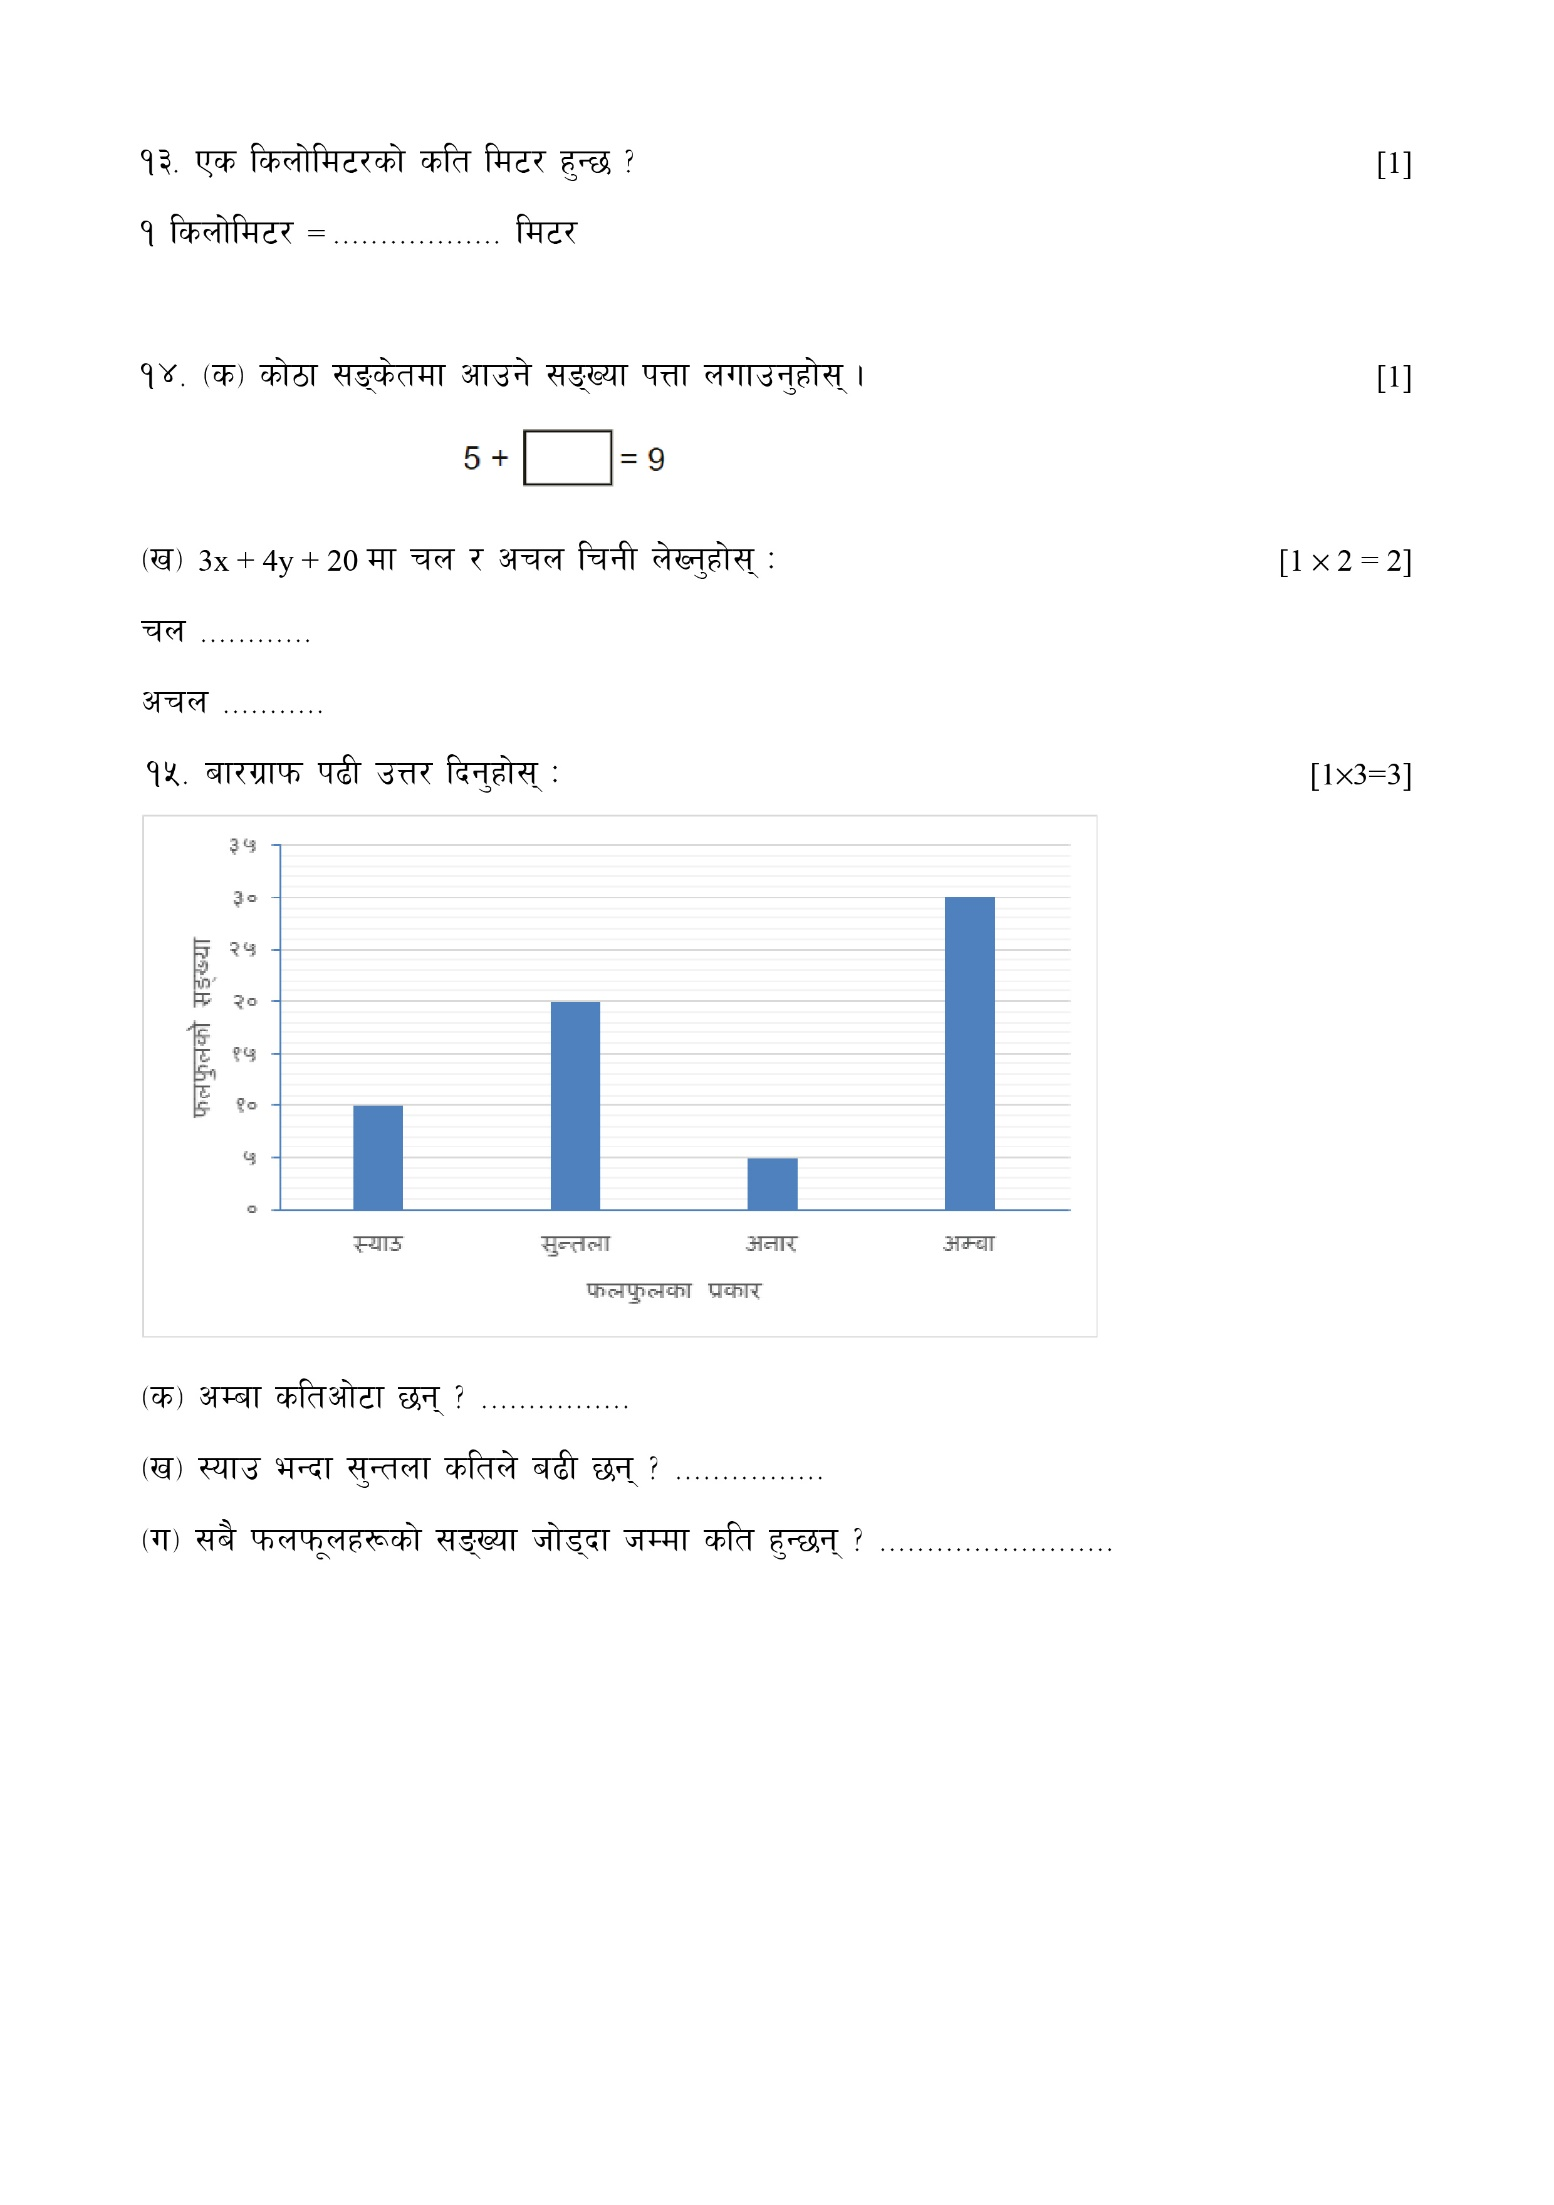 १३. एक किलोमिटरको कति मिटर हुन्छ ? [1]
१ किलोमिटर = .................. मिटर
१४. (क) कोठा सङ्केतमा आउने सङ्ख्या पत्ता लगाउनुहोस् । [1]
5 + = 9
(ख) 3x + 4y + 20 मा चल र अचल चिनी लेख्नुहोस् : [1 × 2 = 2]
चल ............
अचल ...........
१५. बारग्राफ पढी उत्तर दिनुहोस् : [1×3=3]
फलफुलको सङ्ख्या
३५
३०
२५
२०
१५
१०
५
०
स्याउ सुन्तला अनार अम्बा
फलफुलका प्रकार
(क) अम्बा कतिओटा छन् ? ................
(ख) स्याउ भन्दा सुन्तला कतिले बढी छन् ? ................
(ग) सबै फलफूलहरूको सङ्ख्या जोड्दा जम्मा कति हुन्छन् ? .........................